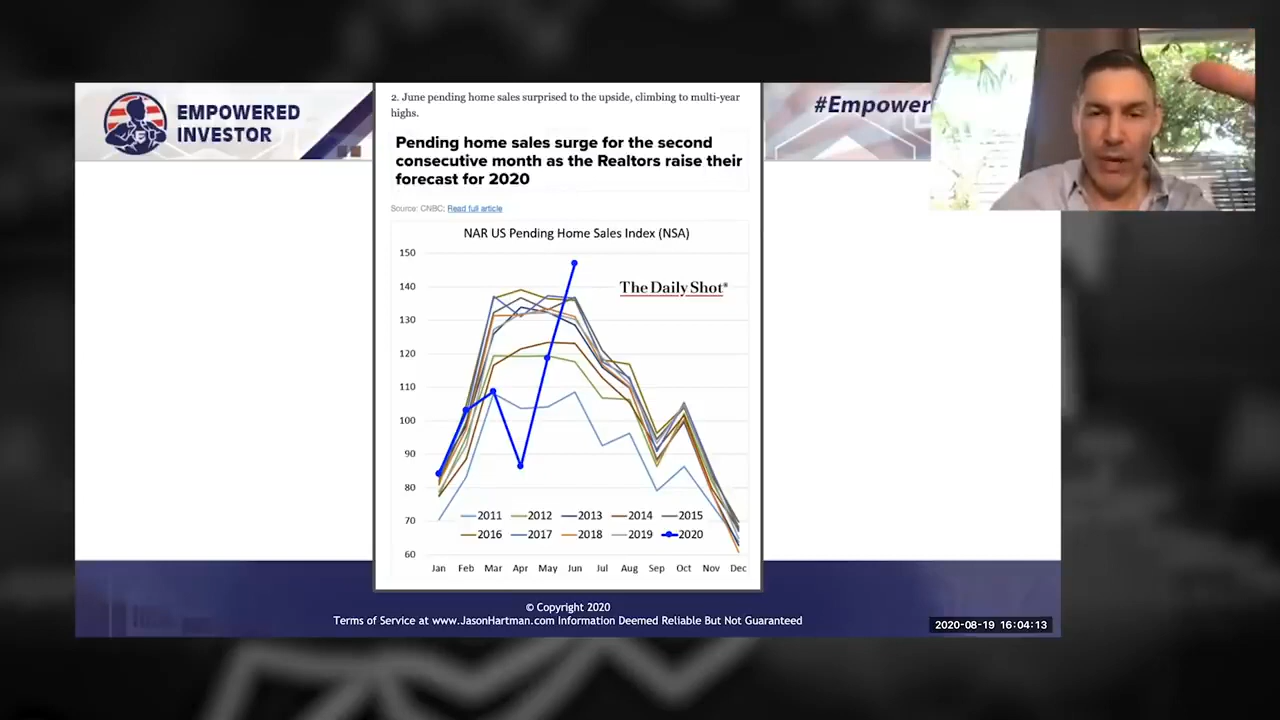 EMPOWERED
INVESTOR
#Empower
2. June pending home sales surprised to the upside, climbing to multi-year
highs.
Pending home sales surge for the second
consecutive month as the Realtors raise their
forecast for 2020
Source: CNBC; Read full article
NAR US Pending Home Sales Index (NSA)
The Daily Shot®
150
140
130
120
110
100
90
80
70
60
2011 2012 2013 2014 2015
2016 2017 2018 2019 2020
Jan Feb Mar Apr May Jun Jul Aug Sep Oct Nov Dec
© Copyright 2020
Terms of Service at www.JasonHartman.com Information Deemed Reliable But Not Guaranteed
2020-08-19 16:04:13